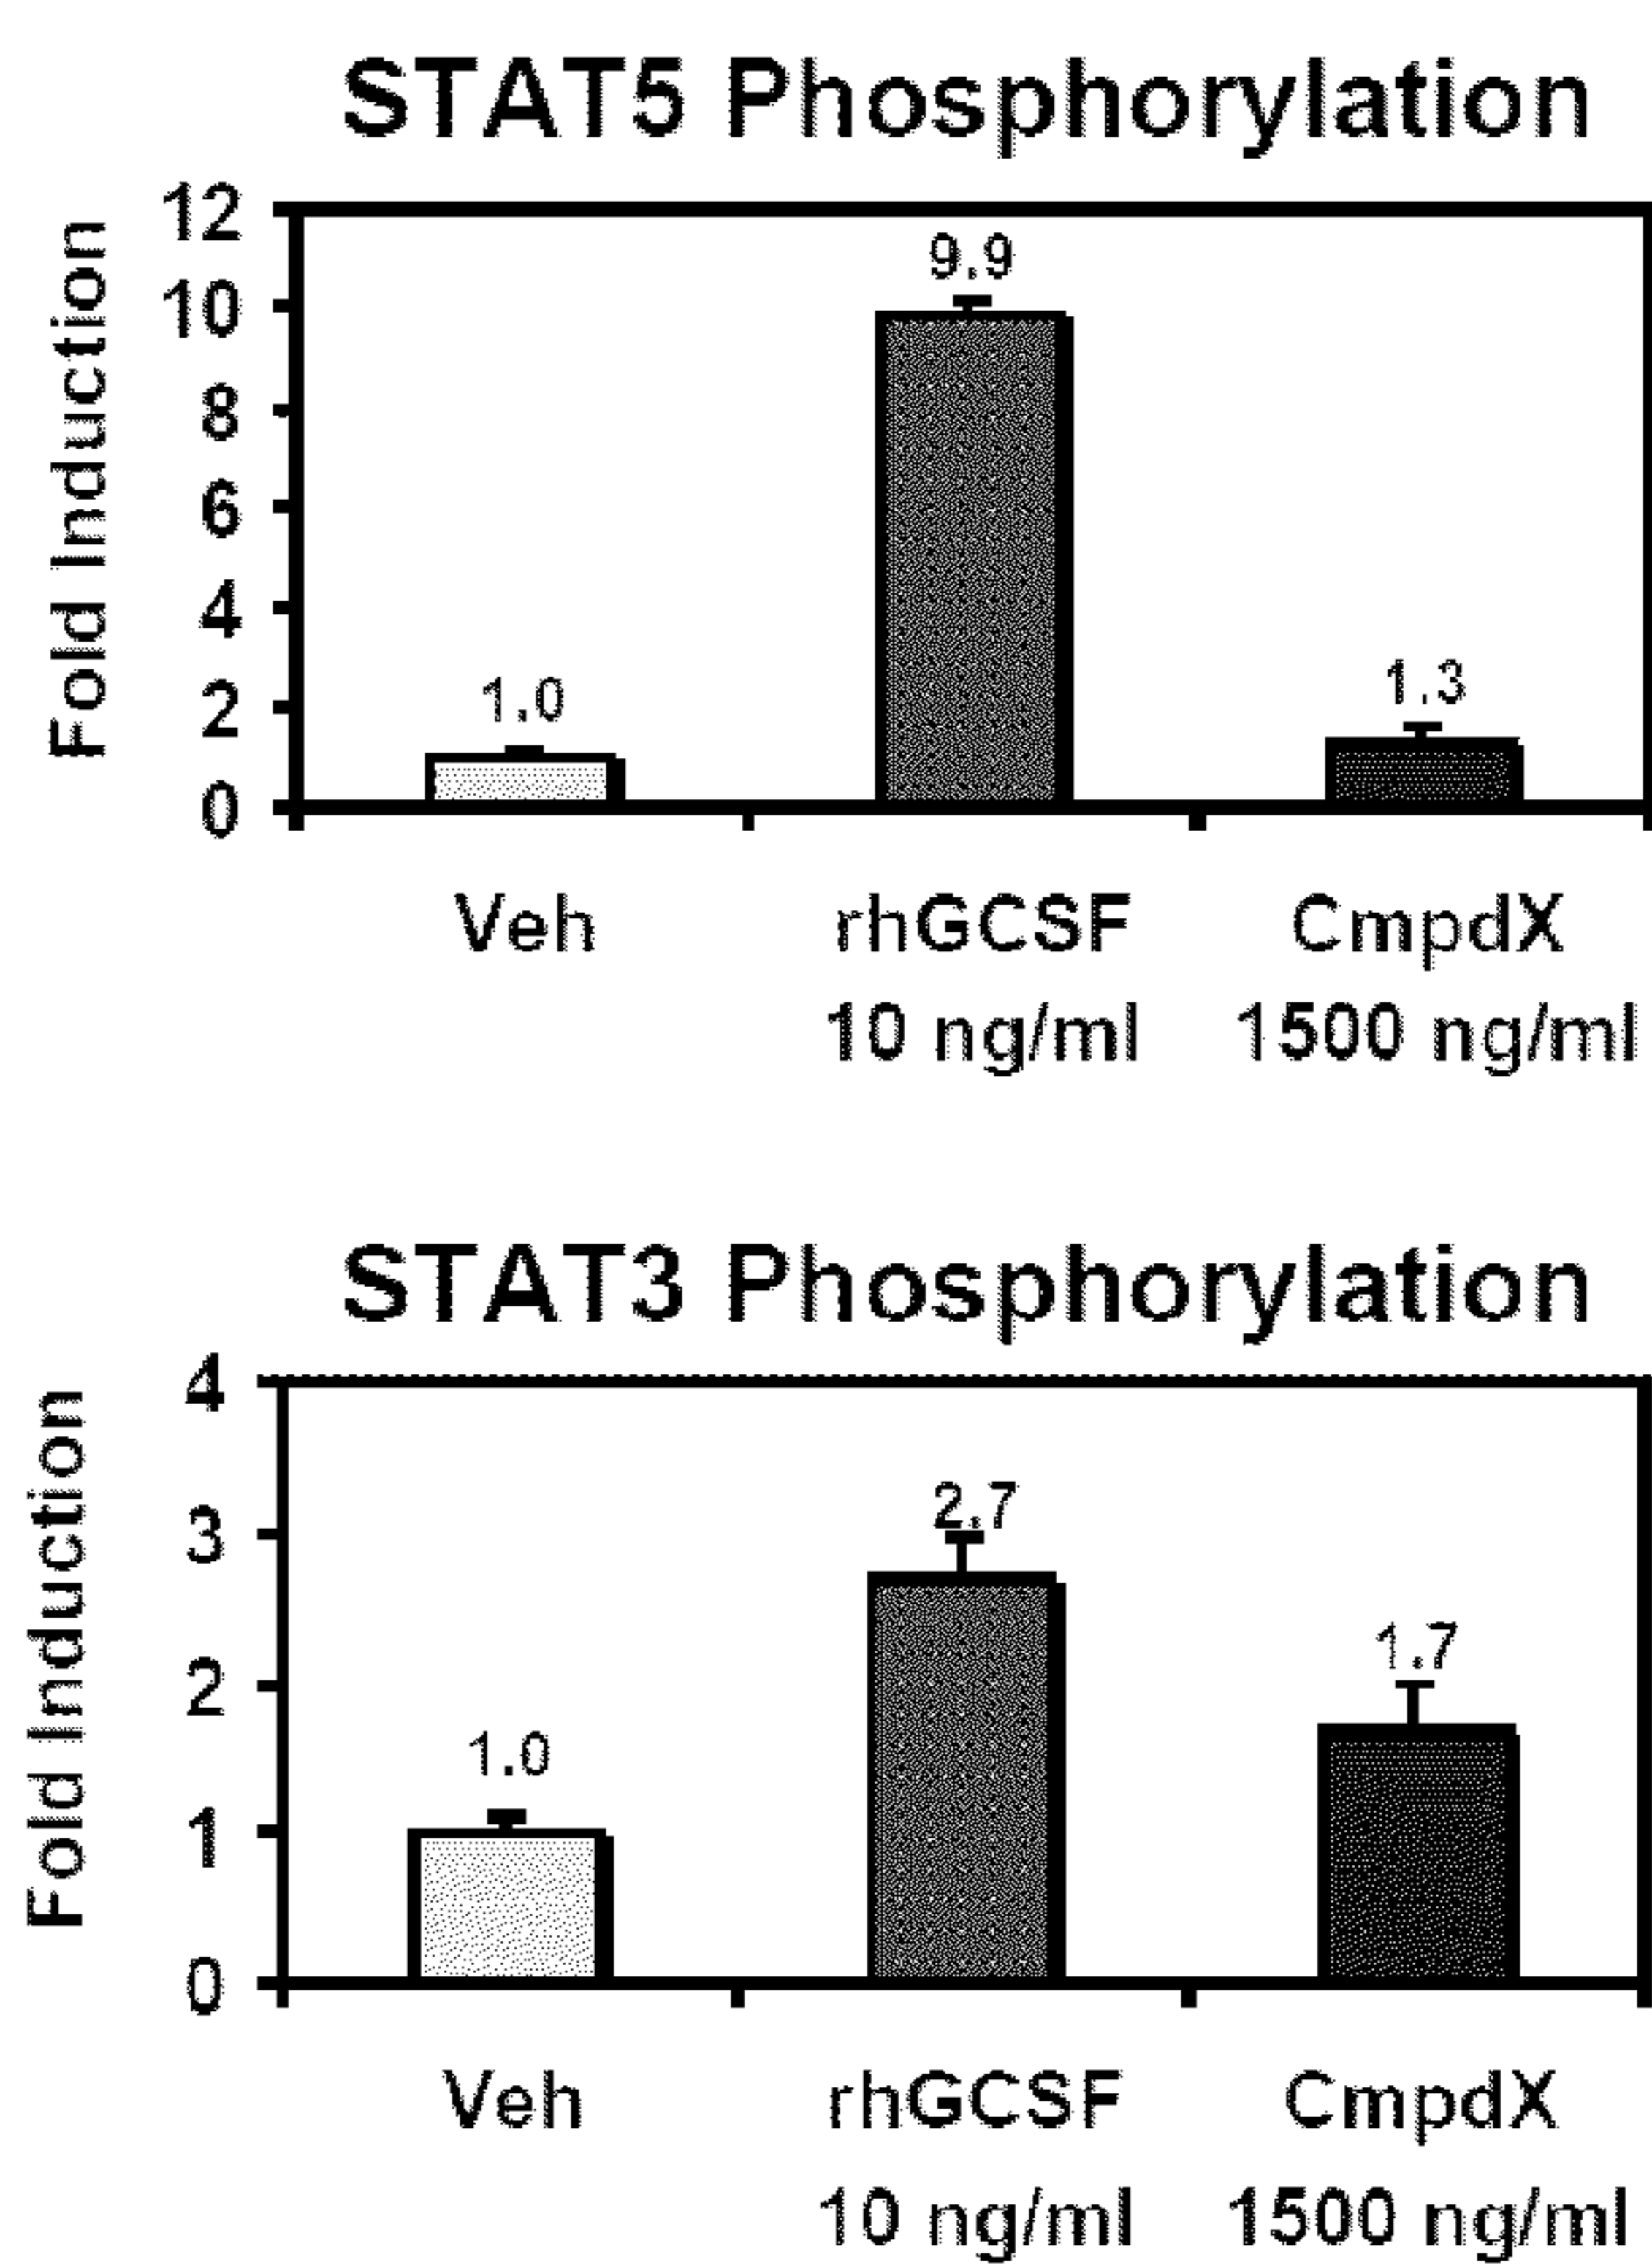 STAT5 Phosphorylation
Fold Induction
12
10
8
6
4
2
0
1.0
9.9
1.3
Veh
rhGCSF
CmpdX
10 ng/ml
1500 ng/ml
STAT3 Phosphorylation
Fold Induction
4
3
2
1
0
1.0
2.7
1.7
Veh
rhGCSF
CmpdX
10 ng/ml
1500 ng/ml